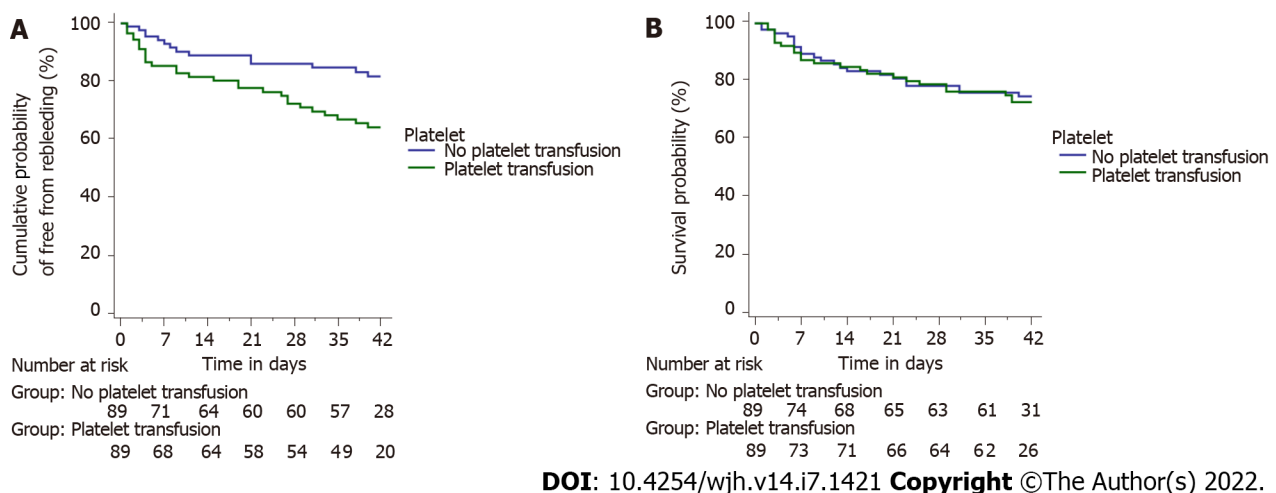 A
100
80
60
40
20
0
Cumulative probability
of free from rebleeding (%)
0 7 14 21 28 35 42
Time in days
Platelet
No platelet transfusion
Platelet transfusion
Number at risk
Group: No platelet transfusion
89 71 64 60 60 57 28
Group: Platelet transfusion
89 68 64 58 54 49 20
B
100
80
60
40
20
0
Survival probability (%)
0 7 14 21 28 35 42
Time in days
Platelet
No platelet transfusion
Platelet transfusion
Number at risk
Group: No platelet transfusion
89 74 68 65 63 61 31
Group: Platelet transfusion
89 73 71 66 64 62 26
DOI: 10.4254/wjh.v14.i7.1421 Copyright ©The Author(s) 2022.